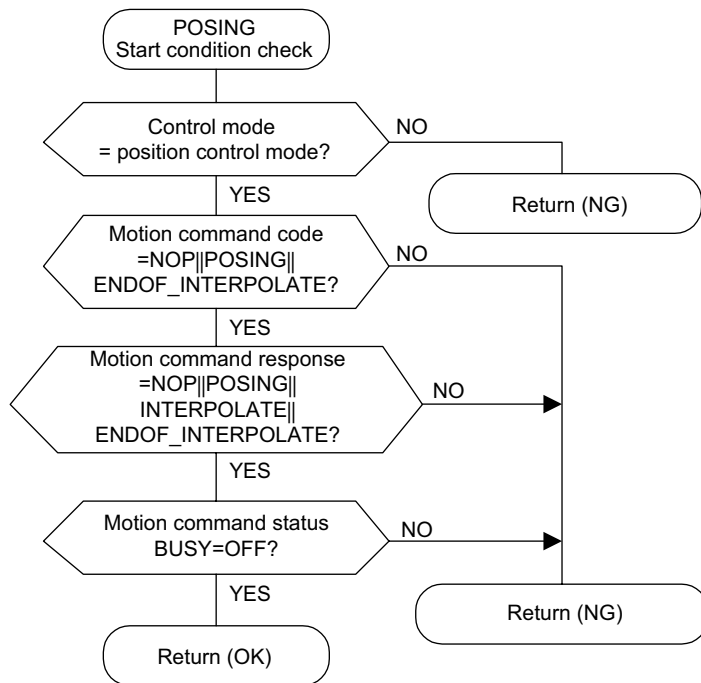 POSING
Start condition check
Control mode
= position control mode?
NO
YES
Return (NG)
Motion command code
=NOP||POSING||
ENDOF_INTERPOLATE?
NO
YES
Motion command response
=NOP||POSING||
INTERPOLATE||
ENDOF_INTERPOLATE?
NO
YES
Motion command status
BUSY=OFF?
NO
YES
Return (NG)
Return (OK)